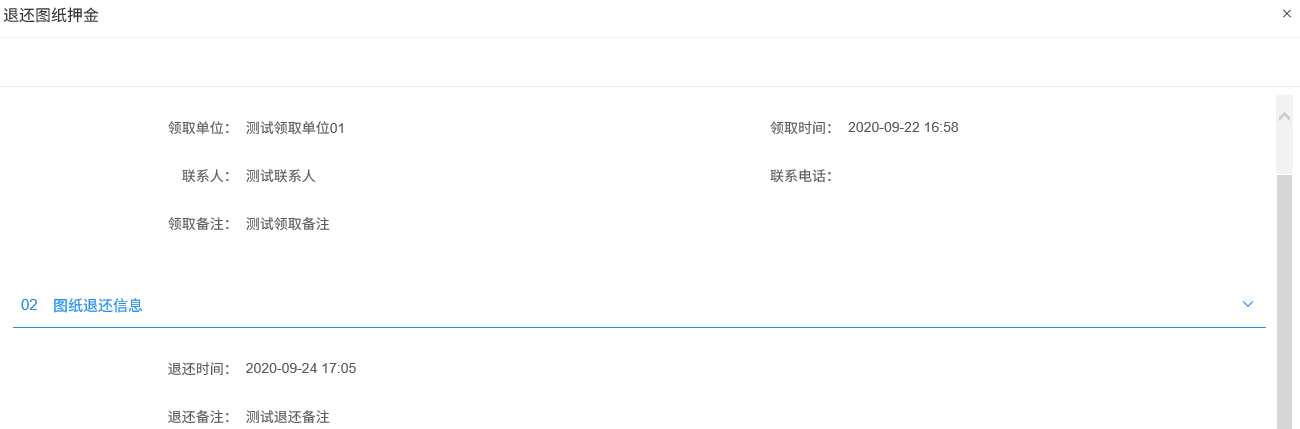 退还图纸押金 ×
领取单位： 测试领取单位01 领取时间： 2020-09-22 16:58
联系人： 测试联系人 联系电话：
领取备注： 测试领取备注
02 图纸退还信息
退还时间： 2020-09-24 17:05
退还备注： 测试退还备注